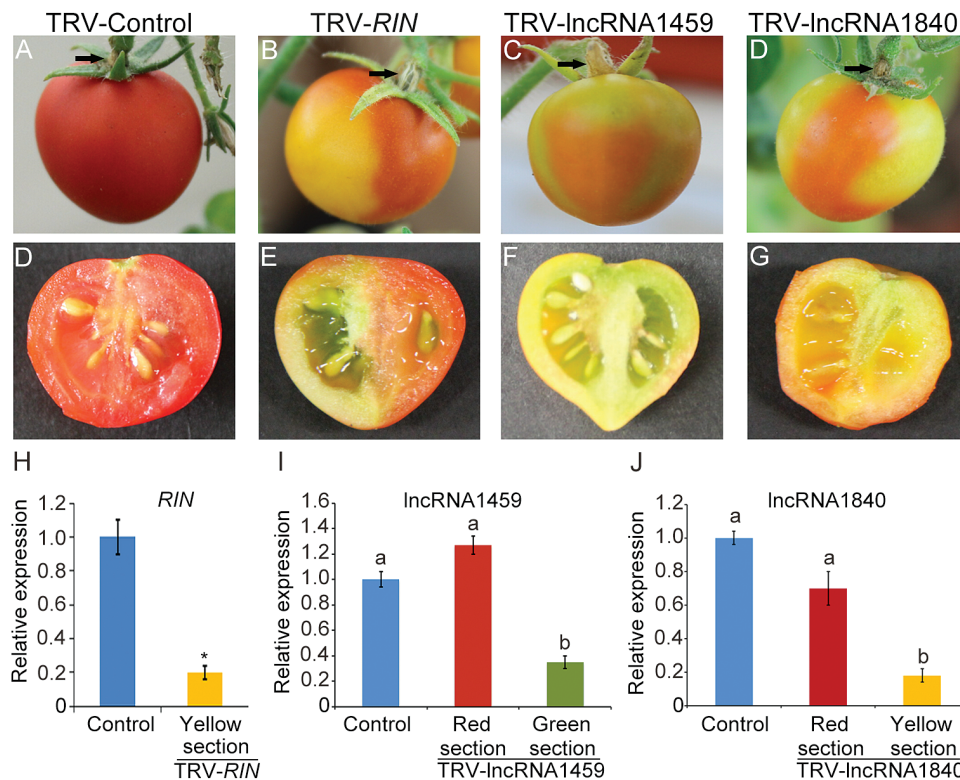 TRV-Control
TRV-RIN
TRV-lncRNA1459
TRV-lncRNA1840
A
B
C
D
D
E
F
G
H
I
J
RIN
lncRNA1459
lncRNA1840
Relative expression
1.2
1.0
0.8
0.6
0.4
0.2
0
*
Control
Yellow
section
TRV-RIN
Relative expression
1.6
1.4
1.2
1.0
0.8
0.6
0.4
0.2
0
a
a
b
Control
Red
section
Green
section
TRV-lncRNA1459
Relative expression
1.2
1.0
0.8
0.6
0.4
0.2
0
a
a
b
Control
Red
section
Yellow
section
TRV-lncRNA1840